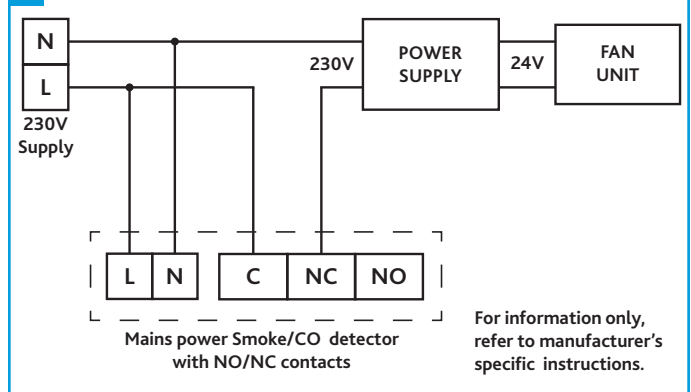 N
L
230V
Supply
230V
POWER
SUPPLY
24V
FAN
UNIT
L
N
C
NC
NO
Mains power Smoke/CO detector
with NO/NC contacts
For information only,
refer to manufacturer's
specific instructions.